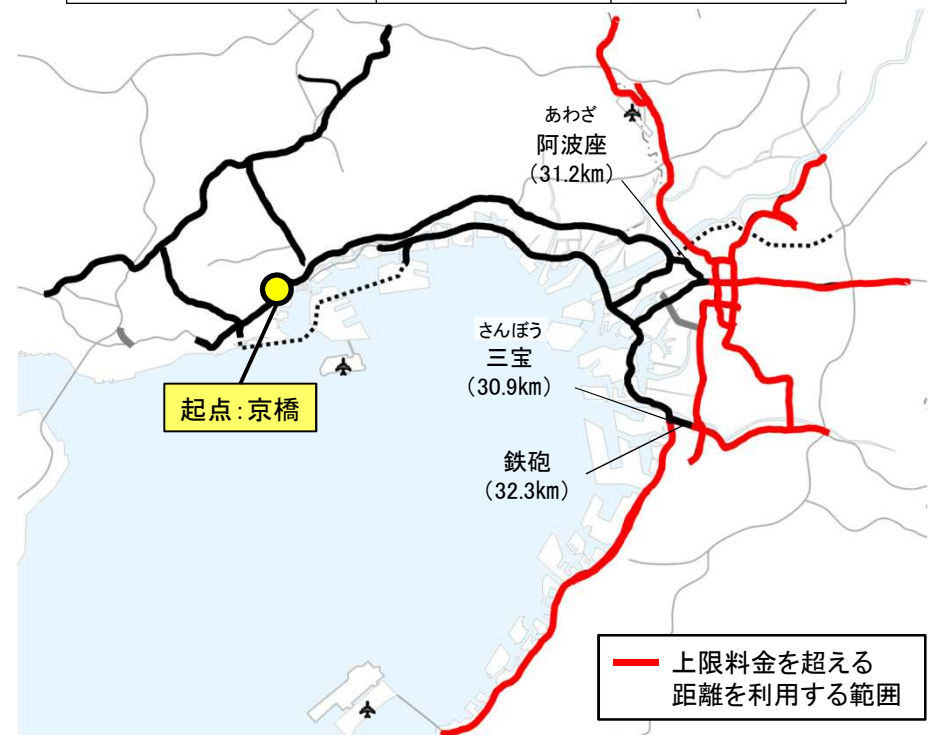 あわざ
阿波座
(31.2km)
さんぼう
三宝
(30.9km)
起点:京橋
鉄砲
(32.3km)
上限料金を超える
距離を利用する範囲